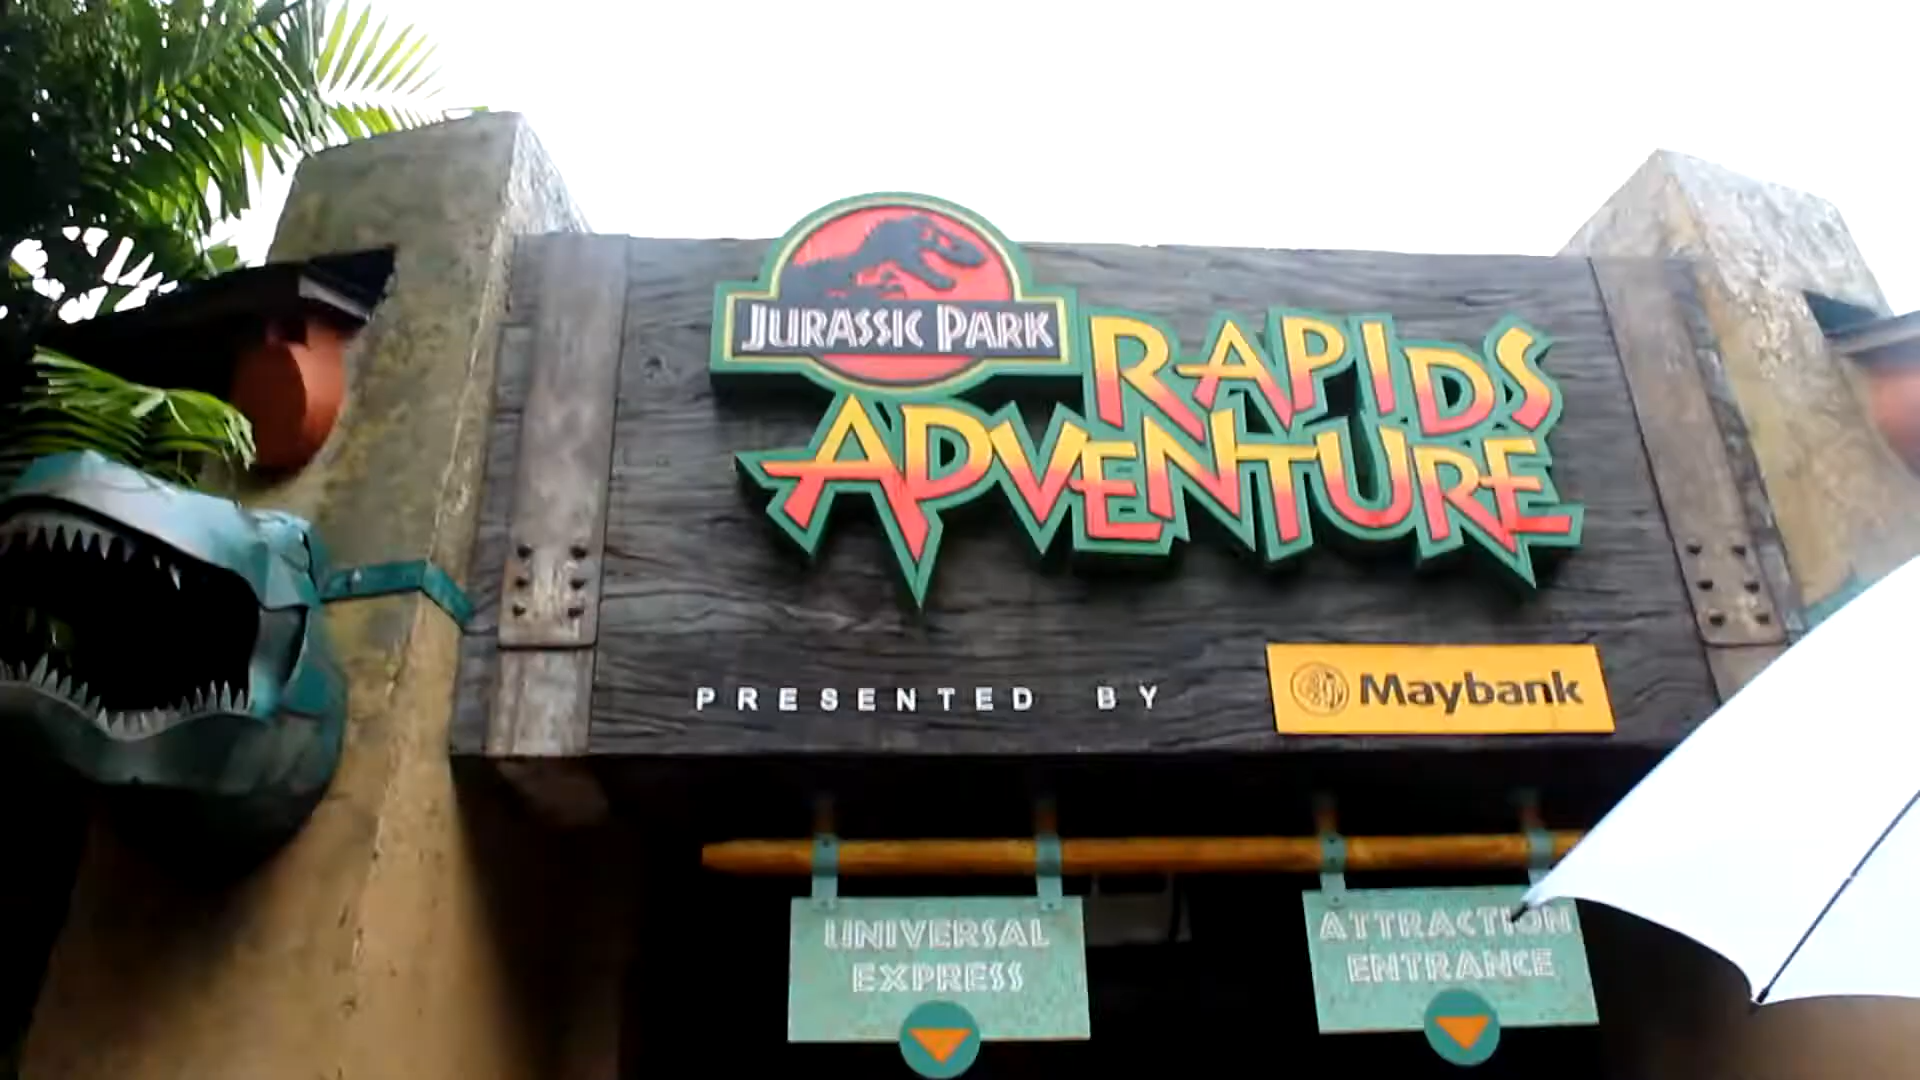 JURASSIC PARK
RAPIDS
ADVENTURE
PRESENTED BY
Maybank
UNIVERSAL
EXPRESS
ATTRACTION
ENTRANCE